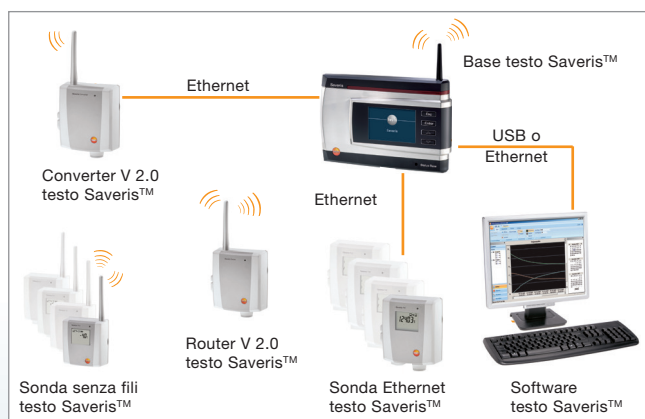 Base testo Saveris™
Ethernet
USB o
Ethernet
Converter V 2.0
testo Saveris™
Ethernet
Router V 2.0
testo Saveris™
Sonda senza fili
testo Saveris™
Sonda Ethernet
testo Saveris™
Software
testo Saveris™